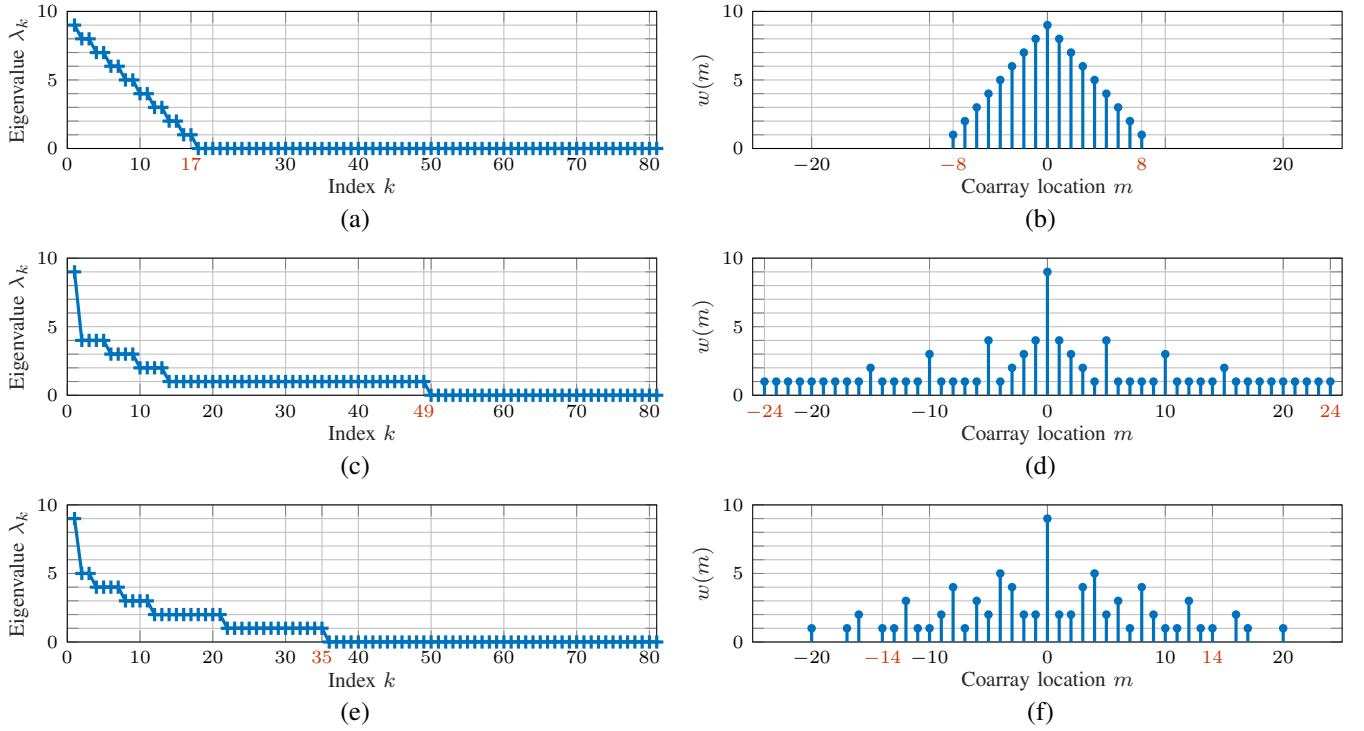 10
5
0
Eigenvalue λ_k
0 10 17 30 40 50 60 70 80
Index k
(a)
10
5
0
w(m)
−20 −8 0 8 20
Coarray location m
(b)
10
5
0
Eigenvalue λ_k
0 10 20 30 40 49 60 70 80
Index k
(c)
10
5
0
w(m)
−24 −20 −10 0 10 20 24
Coarray location m
(d)
10
5
0
Eigenvalue λ_k
0 10 20 30 35 40 50 60 70 80
Index k
(e)
10
5
0
w(m)
−20 −14 −10 0 10 14 20
Coarray location m
(f)